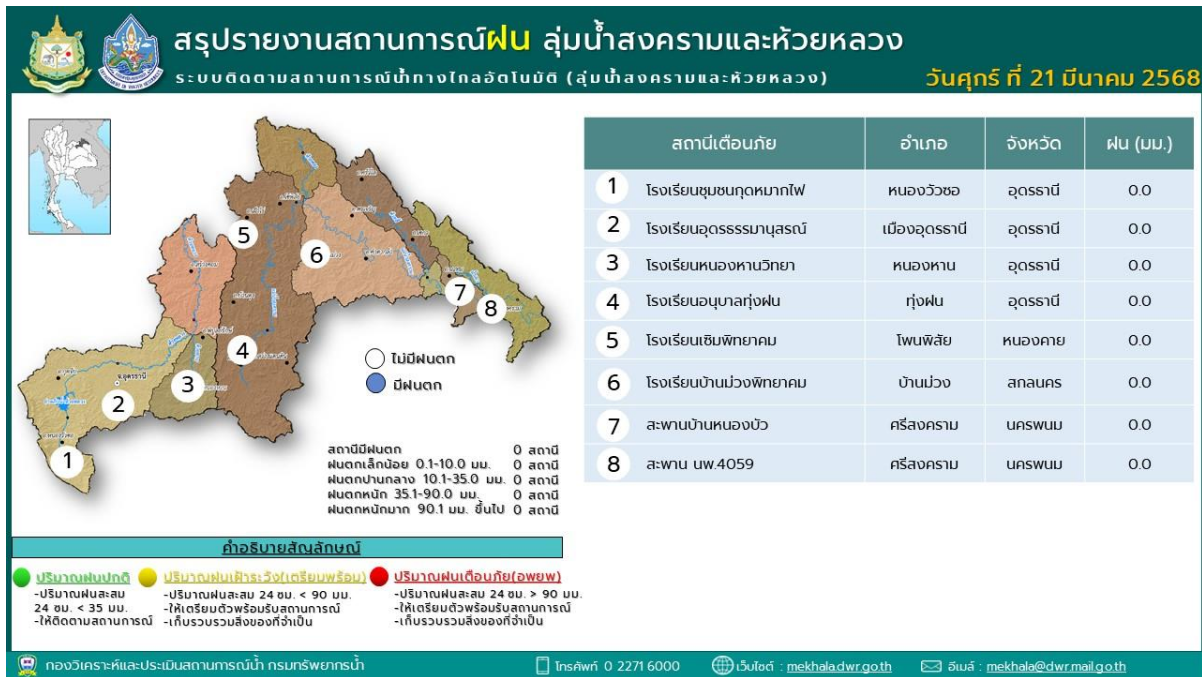 สรุปรายงานสถานการณ์ฝน ลุ่มน้ำสงครามและห้วยหลวง
ระบบติดตามสถานการณ์น้ำทางไกลอัตโนมัติ (ลุ่มน้ำสงครามและห้วยหลวง)
วันศุกร์ ที่ 21 มีนาคม 2568
สถานีเตือนภัย อำเภอ จังหวัด ฝน (มม.)
1 โรงเรียนชุมชนกุดหมากไฟ หนองวัวซอ อุดรธานี 0.0
2 โรงเรียนอุดรธรรมานุสรณ์ เมืองอุดรธานี อุดรธานี 0.0
3 โรงเรียนหนองหานวิทยา หนองหาน อุดรธานี 0.0
4 โรงเรียนอนุบาลทุ่งฝน ทุ่งฝน อุดรธานี 0.0
5 โรงเรียนเซิมพิทยาคม โพนพิสัย หนองคาย 0.0
6 โรงเรียนบ้านม่วงพิทยาคม บ้านม่วง สกลนคร 0.0
7 สะพานบ้านหนองบัว ศรีสงคราม นครพนม 0.0
8 สะพาน นพ.4059 ศรีสงคราม นครพนม 0.0
5
6
7
8
4
3
2
1
ไม่มีฝนตก
มีฝนตก
สถานีมีฝนตก 0 สถานี
ฝนตกเล็กน้อย 0.1-10.0 มม. 0 สถานี
ฝนตกปานกลาง 10.1-35.0 มม. 0 สถานี
ฝนตกหนัก 35.1-90.0 มม. 0 สถานี
ฝนตกหนักมาก 90.1 มม. ขึ้นไป 0 สถานี
คำอธิบายสัญลักษณ์
ปริมาณฝนปกติ
-ปริมาณฝนสะสม
24 ซม. < 35 มม.
-ให้ติดตามสถานการณ์
ปริมาณฝนเฝ้าระวัง(เตรียมพร้อม)
-ปริมาณฝนสะสม 24 ซม. < 90 มม.
-ให้เตรียมตัวพร้อมรับสถานการณ์
-เก็บรวบรวมสิ่งของที่จำเป็น
ปริมาณฝนเตือนภัย(อพยพ)
-ปริมาณฝนสะสม 24 ซม. > 90 มม.
-ให้เตรียมตัวพร้อมรับสถานการณ์
-เก็บรวบรวมสิ่งของที่จำเป็น
กองวิเคราะห์และประเมินสถานการณ์น้ำ กรมทรัพยากรน้ำ
โทรศัพท์ 0 2271 6000
เว็บไซต์ : mekhala.dwr.go.th
อีเมล์ : mekhala@dwr.mail.go.th